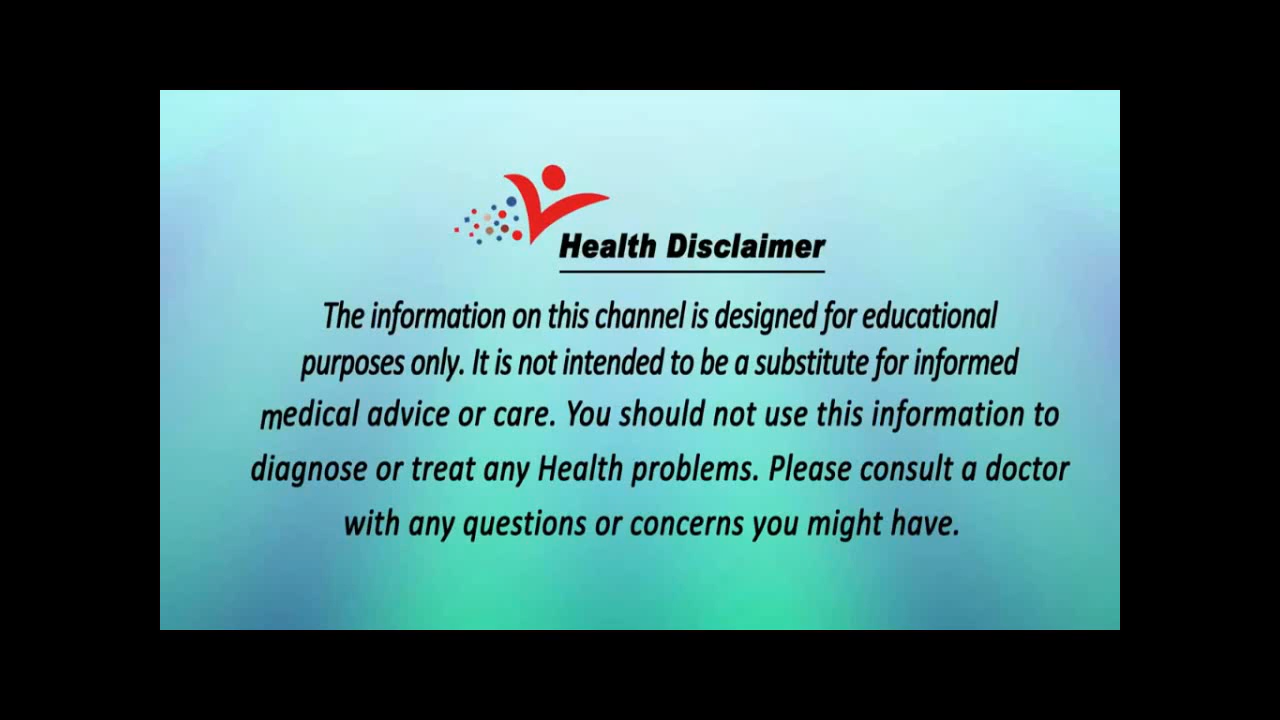 Health Disclaimer
The information on this channel is designed for educational
purposes only. It is not intended to be a substitute for informed
medical advice or care. You should not use this information to
diagnose or treat any Health problems. Please consult a doctor
with any questions or concerns you might have.